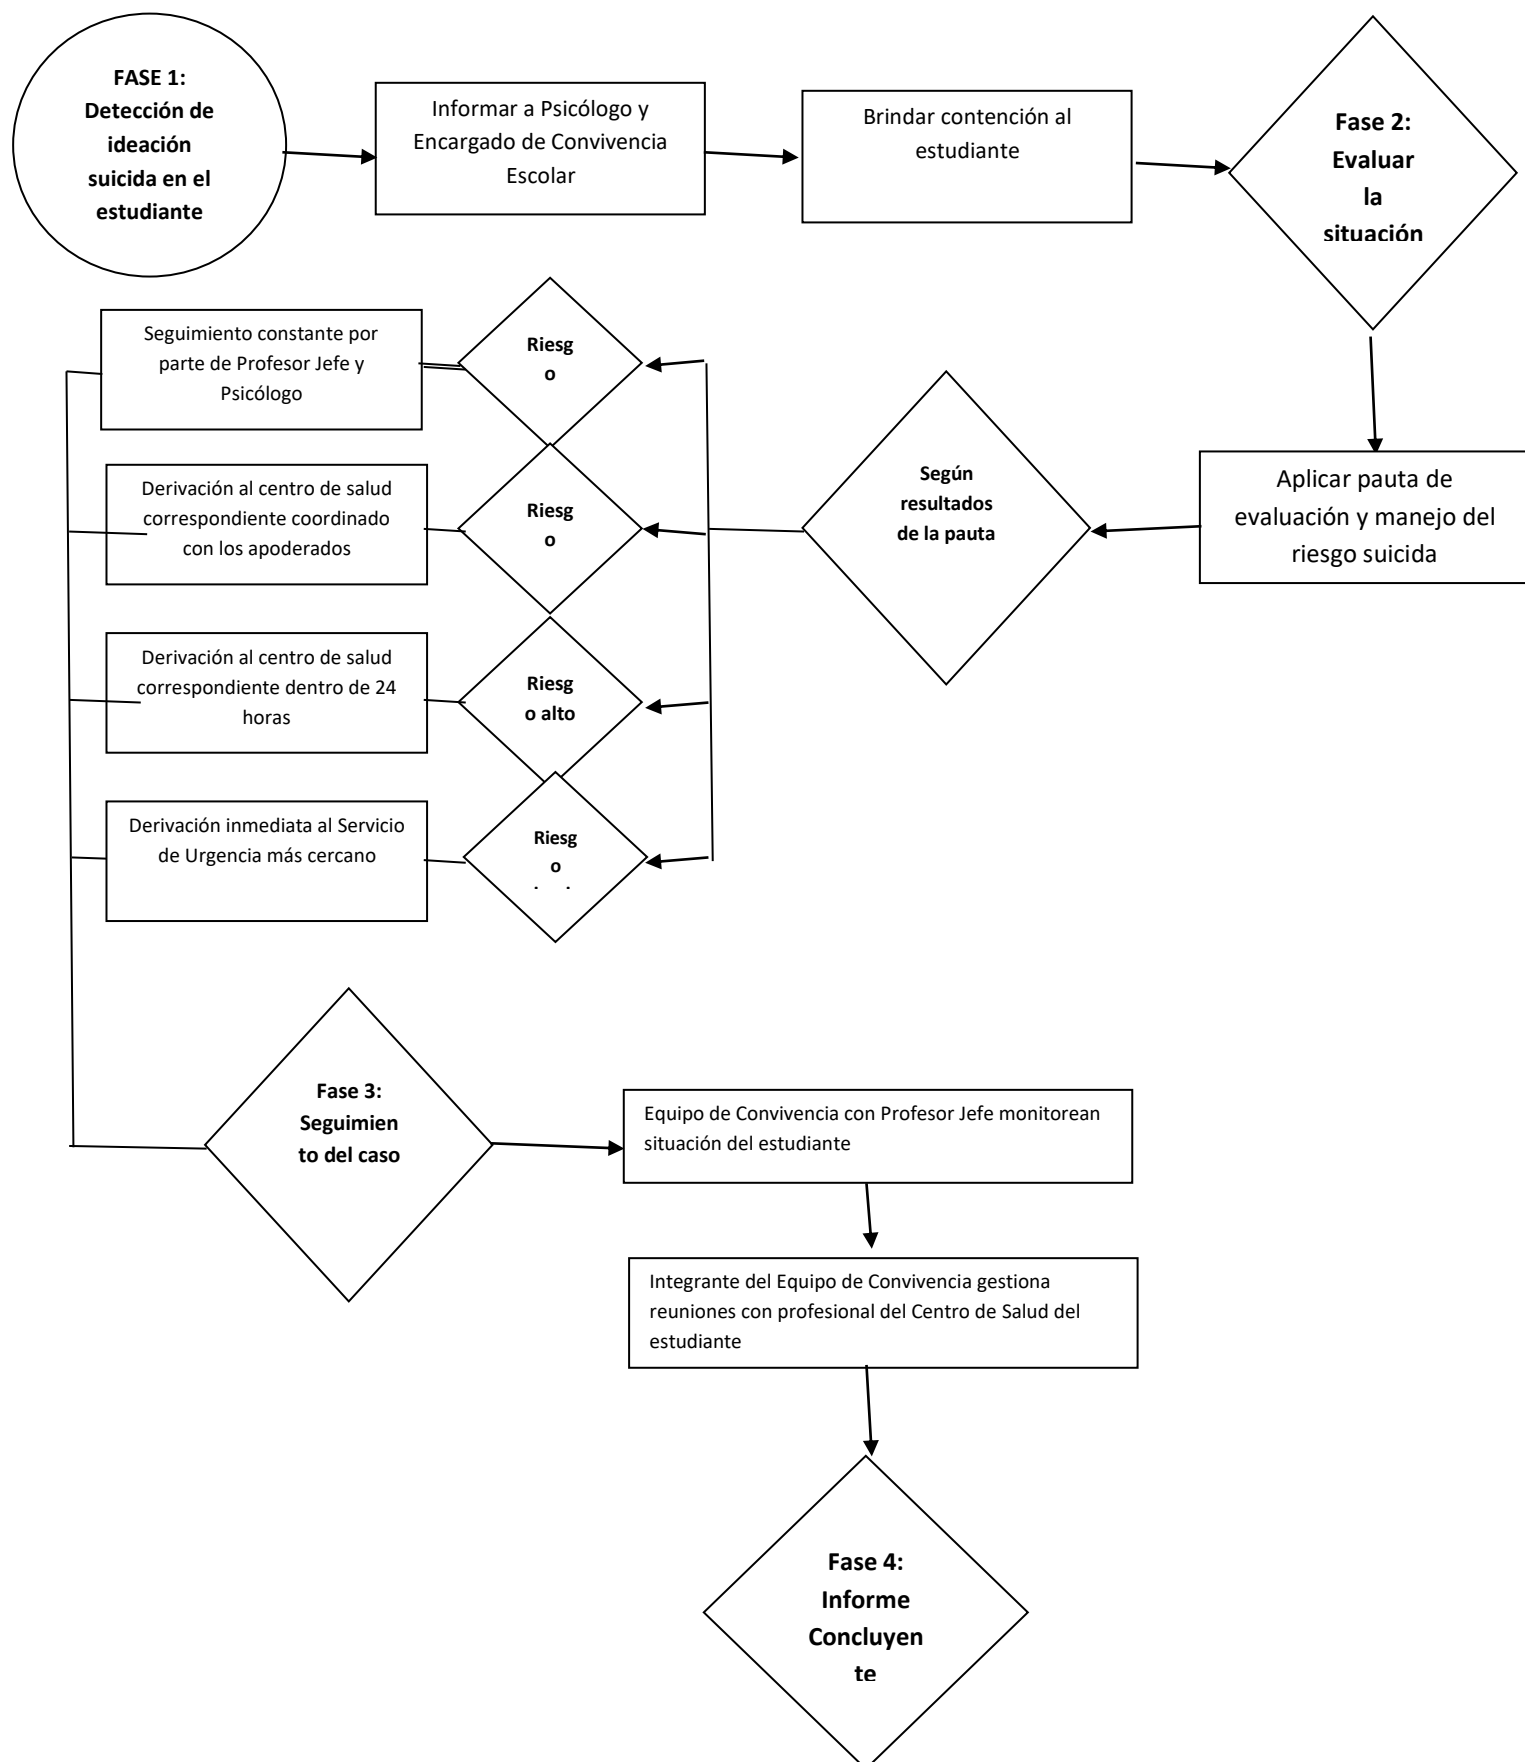 FASE 1:
Detección de
ideación
suicida en el
estudiante
Informar a Psicólogo y
Encargado de Convivencia
Escolar
Brindar contención al
estudiante
Fase 2:
Evaluar
la
situación
Aplicar pauta de
evaluación y manejo del
riesgo suicida
Según
resultados
de la pauta
Riesg
o
Seguimiento constante por
parte de Profesor Jefe y
Psicólogo
Riesg
o
Derivación al centro de salud
correspondiente coordinado
con los apoderados
Riesg
o alto
Derivación al centro de salud
correspondiente dentro de 24
horas
Riesg
o
Derivación inmediata al Servicio
de Urgencia más cercano
Fase 3:
Seguimien
to del caso
Equipo de Convivencia con Profesor Jefe monitorean
situación del estudiante
Integrante del Equipo de Convivencia gestiona
reuniones con profesional del Centro de Salud del
estudiante
Fase 4:
Informe
Concluyen
te